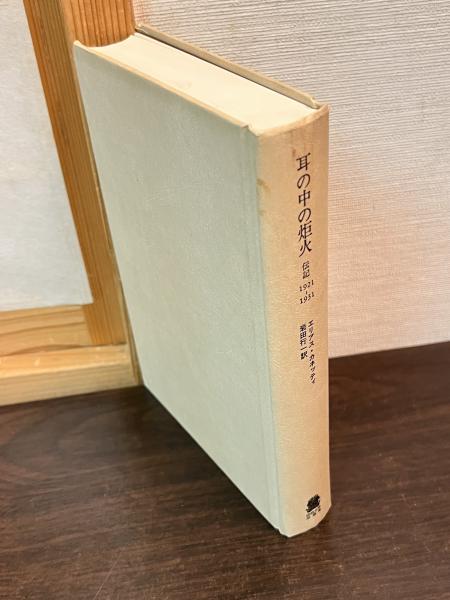 耳の中の炬火
伝記
1921
-
1931
エリアス・カネッティ
岩田行一訳